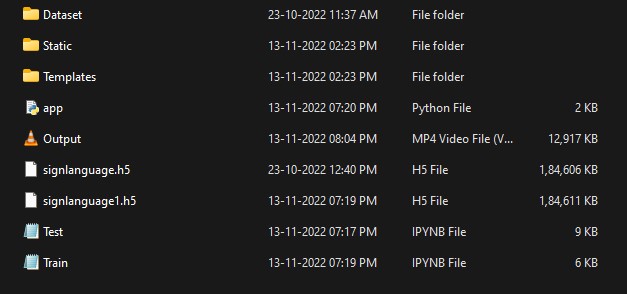 Dataset 23-10-2022 11:37 AM File folder
Static 13-11-2022 02:23 PM File folder
Templates 13-11-2022 02:23 PM File folder
app 13-11-2022 07:20 PM Python File 2 KB
Output 13-11-2022 08:04 PM MP4 Video File (V... 12,917 KB
signlanguage.h5 23-10-2022 12:40 PM H5 File 1,84,606 KB
signlanguage1.h5 13-11-2022 07:19 PM H5 File 1,84,611 KB
Test 13-11-2022 07:17 PM IPYNB File 9 KB
Train 13-11-2022 07:19 PM IPYNB File 6 KB